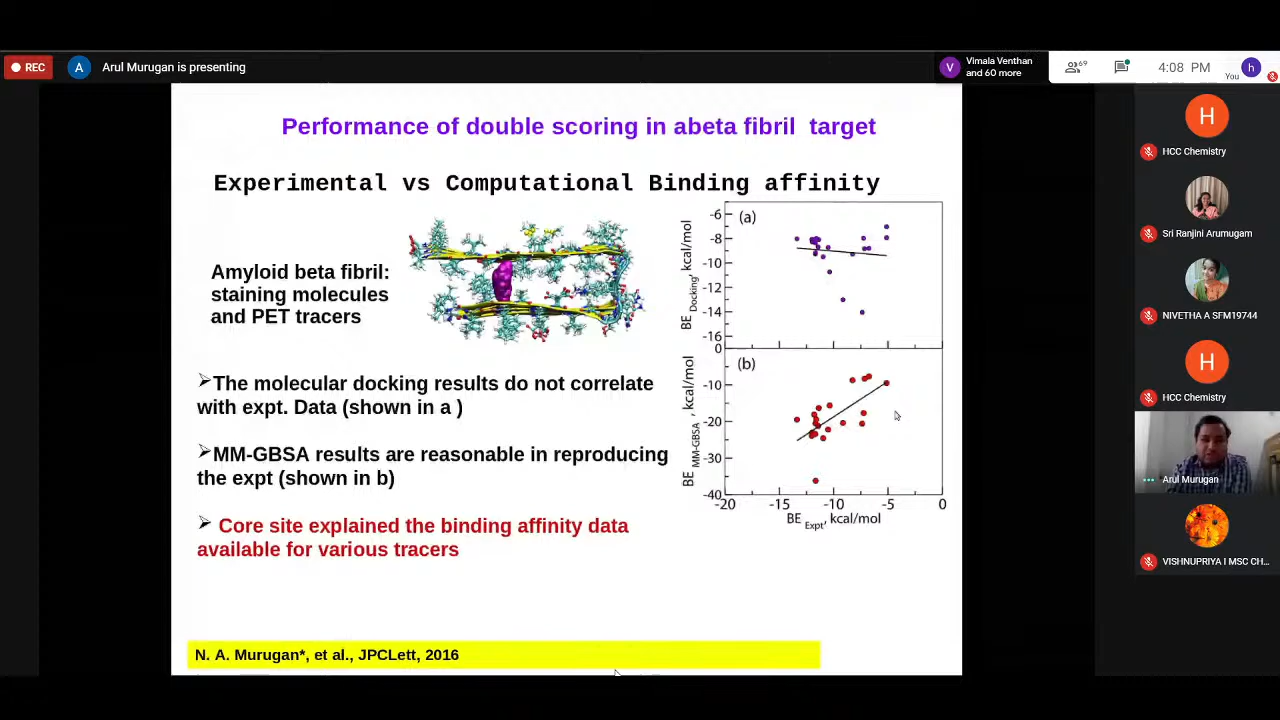 REC
A
Arul Murugan is presenting
V
Vimala Venthan
and 60 more
69
4:08 PM
You
h
Performance of double scoring in abeta fibril target
Experimental vs Computational Binding affinity
Amyloid beta fibril:
staining molecules
and PET tracers
➢The molecular docking results do not correlate
with expt. Data (shown in a )
➢MM-GBSA results are reasonable in reproducing
the expt (shown in b)
➢ Core site explained the binding affinity data
available for various tracers
N. A. Murugan*, et al., JPCLett, 2016
(a)
BE Docking, kcal/mol
-6
-8
-10
-12
-14
-16
(b)
BE MM-GBSA, kcal/mol
0
-10
-20
-30
-40
-20 -15 -10 -5 0
BE Expt, kcal/mol
H
HCC Chemistry
Sri Ranjini Arumugam
NIVETHA A SFM19744
H
HCC Chemistry
Arul Murugan
VISHNUPRIYA I MSC CH...